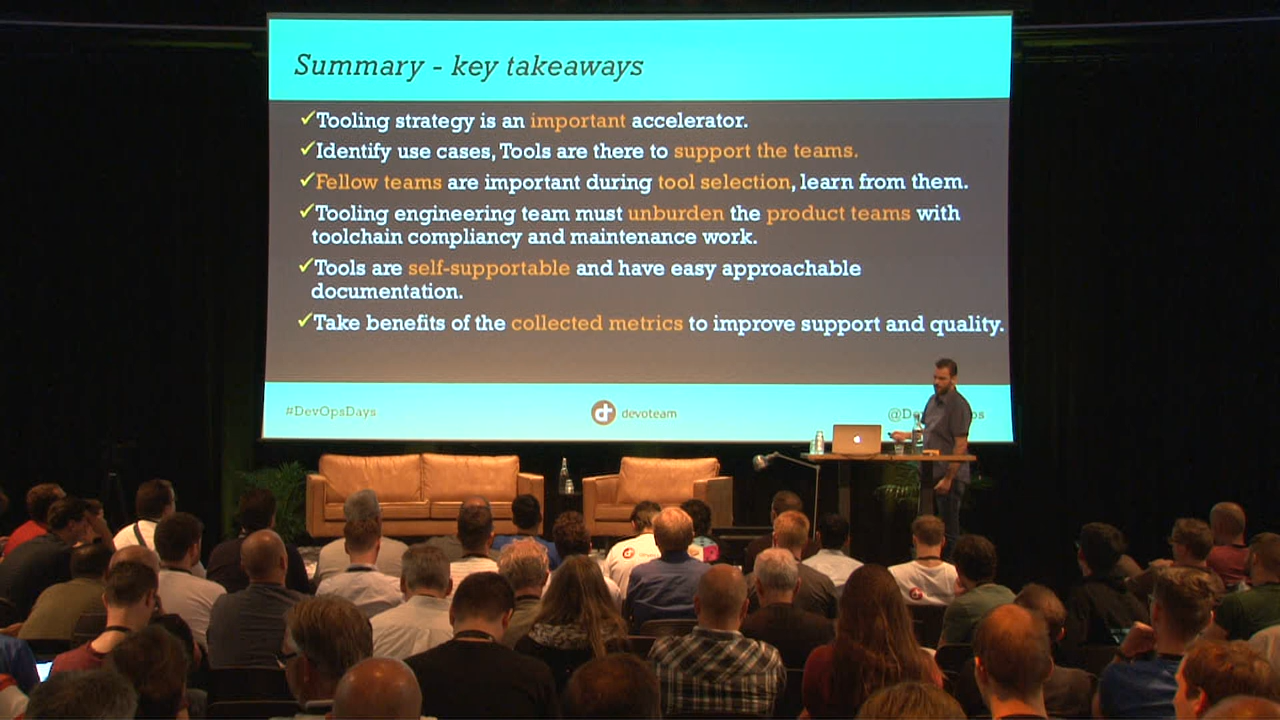 Summary - key takeaways
✓Tooling strategy is an important accelerator.
✓Identify use cases, Tools are there to support the teams.
✓Fellow teams are important during tool selection, learn from them.
✓Tooling engineering team must unburden the product teams with
toolchain compliancy and maintenance work.
✓Tools are self-supportable and have easy approachable
documentation.
✓Take benefits of the collected metrics to improve support and quality.
#DevOpsDays
devoteam